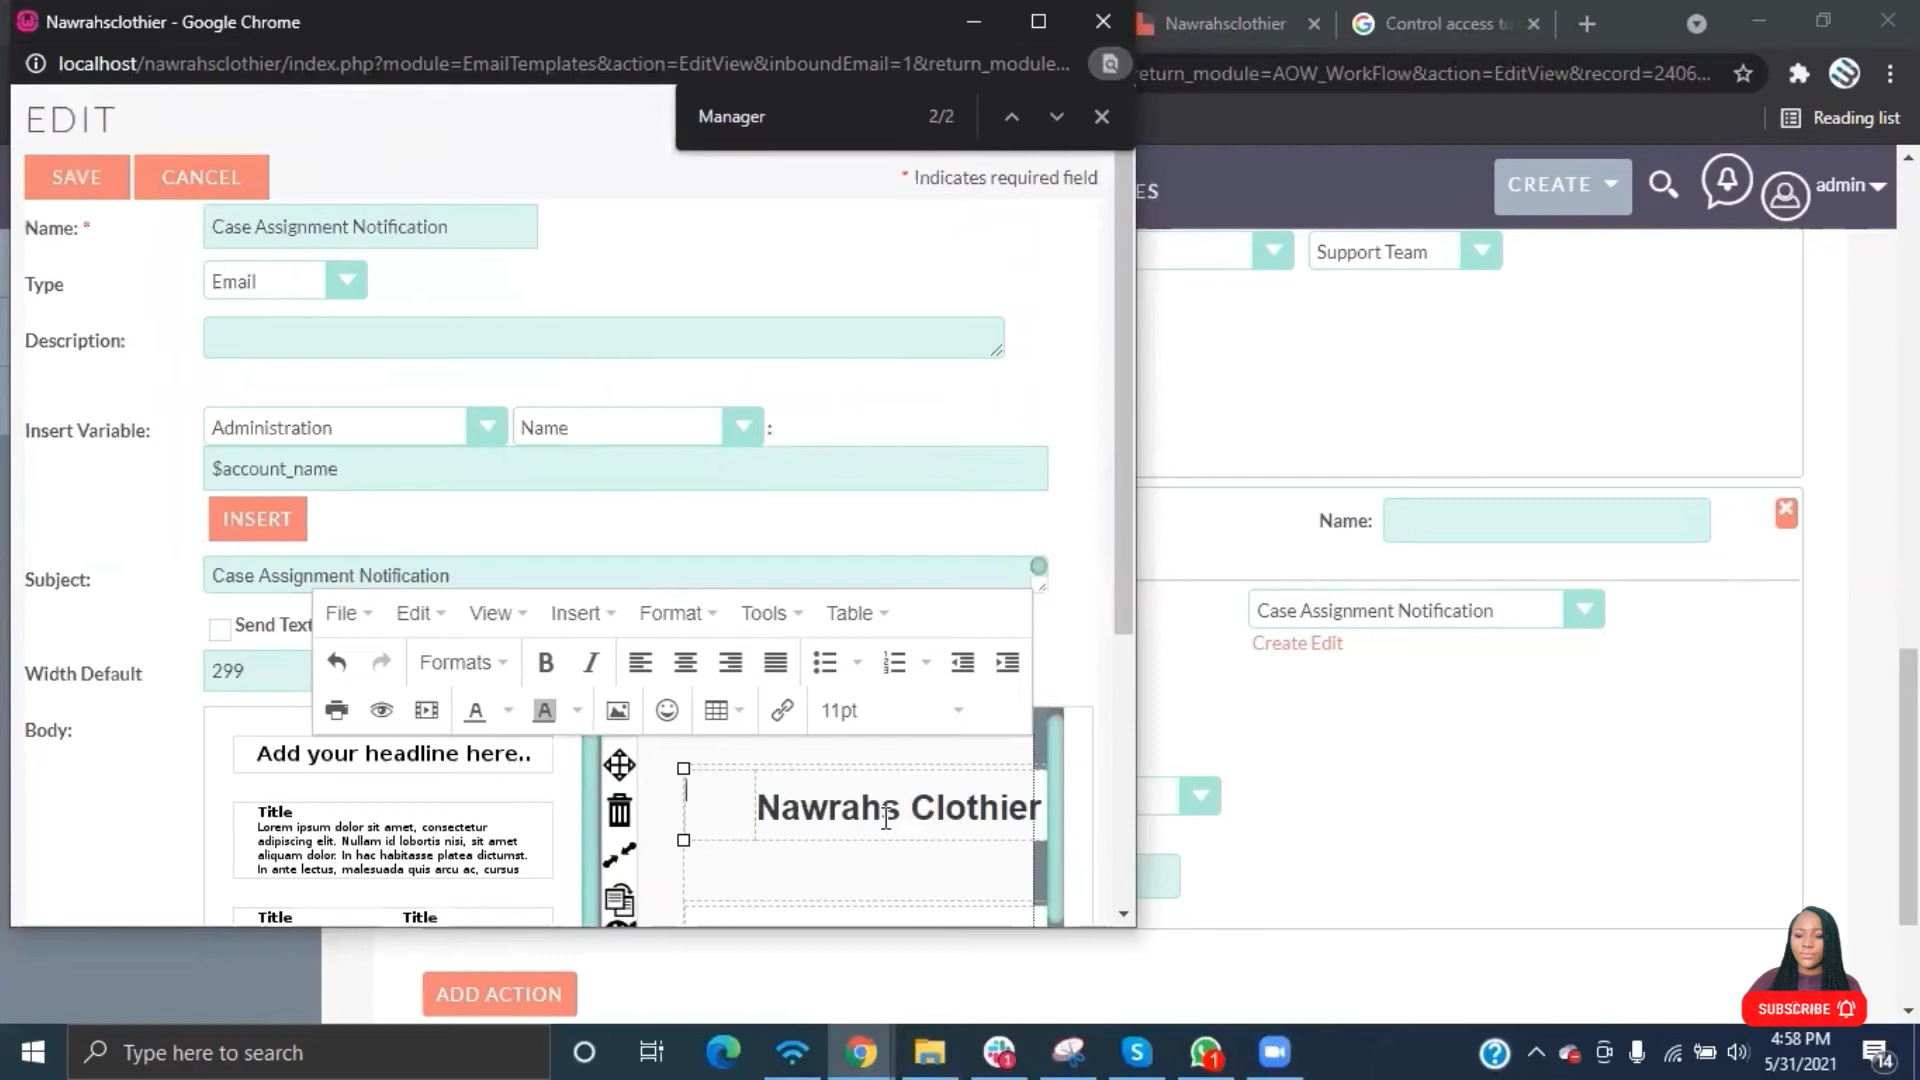 Nawrahsclothier - Google Chrome
Nawrahsclothier
Control access to
localhost/nawrahsclothier/index.php?module=EmailTemplates&action=EditView&inboundEmail=1&return_module...
return_module=AOW_WorkFlow&action=EditView&record=2406...
Manager 2/2
Reading list
EDIT
SAVE CANCEL
* Indicates required field
ES
CREATE
admin
Name: * Case Assignment Notification
Support Team
Type Email
Description:
Insert Variable: Administration Name :
$account_name
INSERT
Name:
Subject: Case Assignment Notification
Case Assignment Notification
Create Edit
File Edit View Insert Format Tools Table
Send Text
Formats B I
Width Default 299
A A 11pt
Body:
Add your headline here..
Title
Lorem ipsum dolor sit amet, consectetur
adipiscing elit. Nullam id lobortis nisi, sit amet
aliquam dolor. In hac habitasse platea dictumst.
In ante lectus, malesuada quis arcu ac, cursus
Nawrahs Clothier
Title Title
ADD ACTION
SUBSCRIBE
Type here to search
1
1
4:58 PM
5/31/2021
14